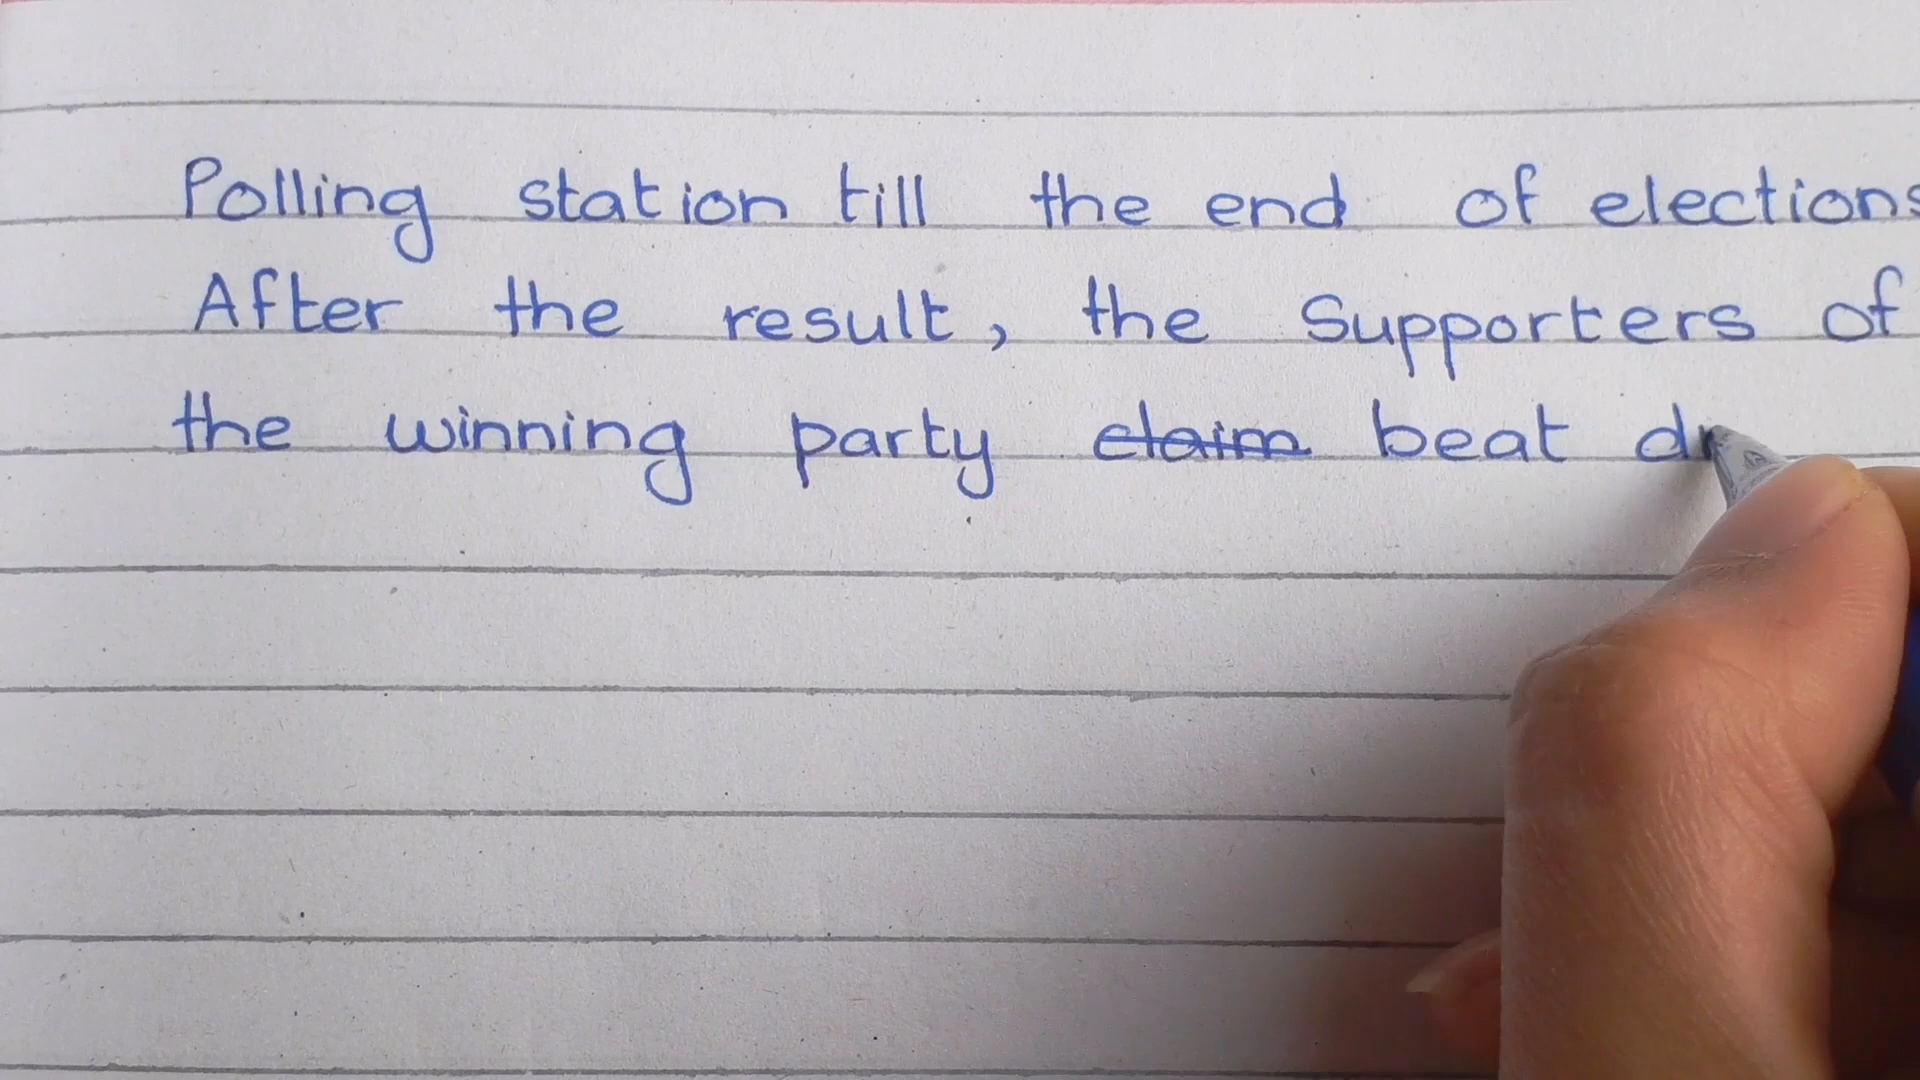 Polling station till the end of elections
After the result, the Supporters of
the winning party claim beat